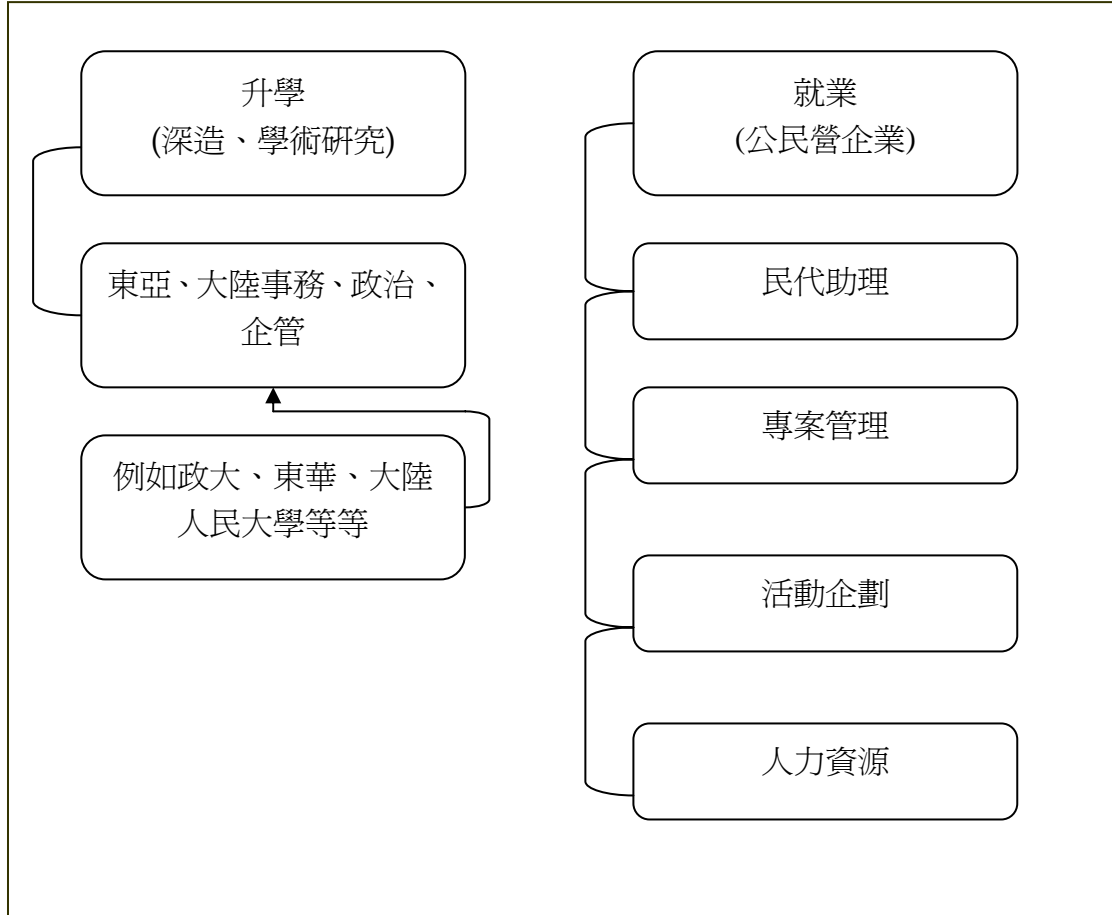 升學
(深造、學術研究)
東亞、大陸事務、政治、
企管
例如政大、東華、大陸
人民大學等等
就業
(公民營企業)
民代助理
專案管理
活動企劃
人力資源